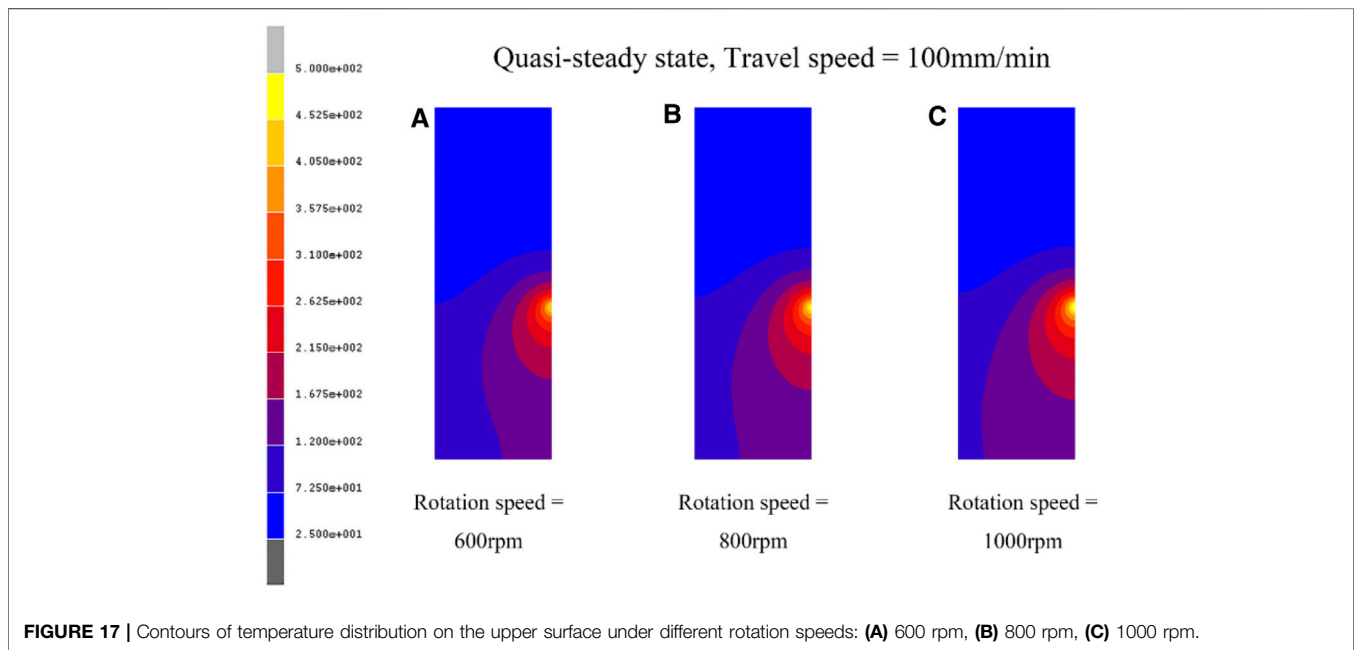 Quasi-steady state, Travel speed = 100mm/min
5.000e+002
4.525e+002
4.050e+002
3.575e+002
3.100e+002
2.625e+002
2.150e+002
1.675e+002
1.200e+002
7.250e+001
2.500e+001
A
B
C
Rotation speed =
600rpm
Rotation speed =
800rpm
Rotation speed =
1000rpm
FIGURE 17 | Contours of temperature distribution on the upper surface under different rotation speeds: (A) 600 rpm, (B) 800 rpm, (C) 1000 rpm.